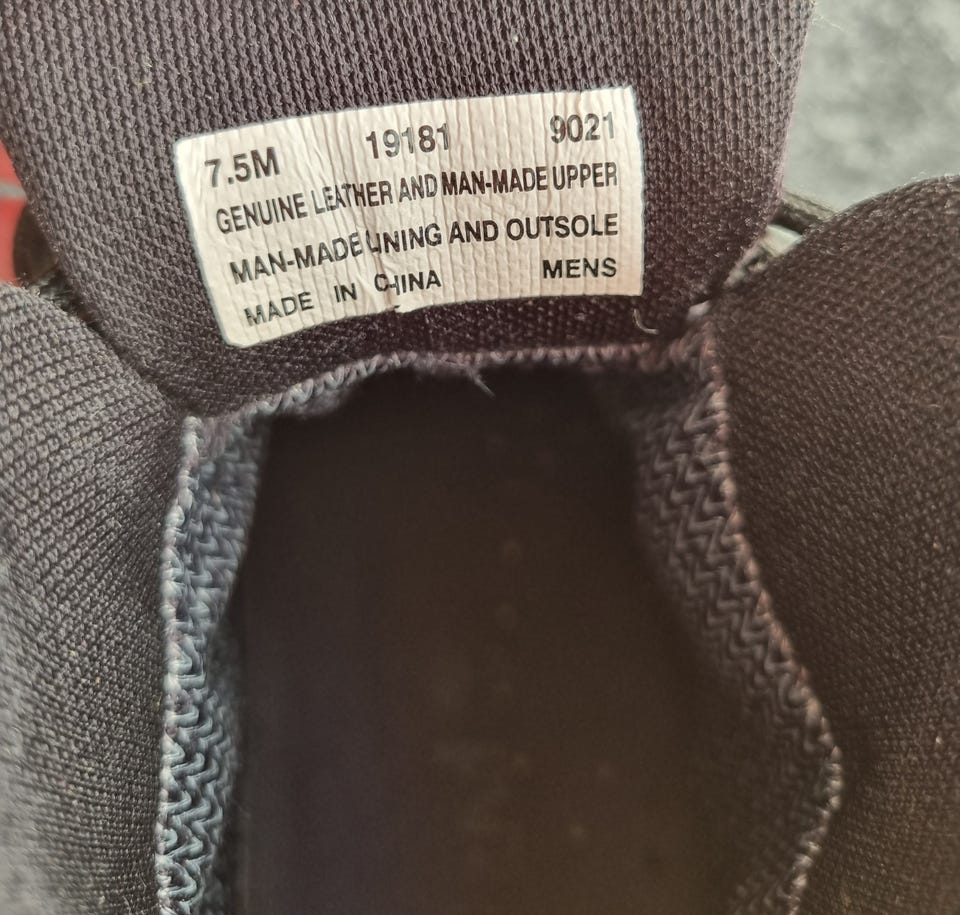 7.5M 19181 9021
GENUINE LEATHER AND MAN-MADE UPPER
MAN-MADE LINING AND OUTSOLE
MADE IN CHINA MENS